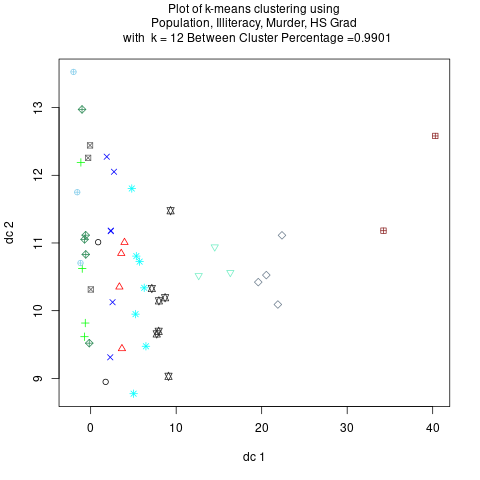 Plot of k-means clustering using
Population, Illiteracy, Murder, HS Grad
with k = 12 Between Cluster Percentage =0.9901
13
12
11
10
9
dc 2
0 10 20 30 40
dc 1